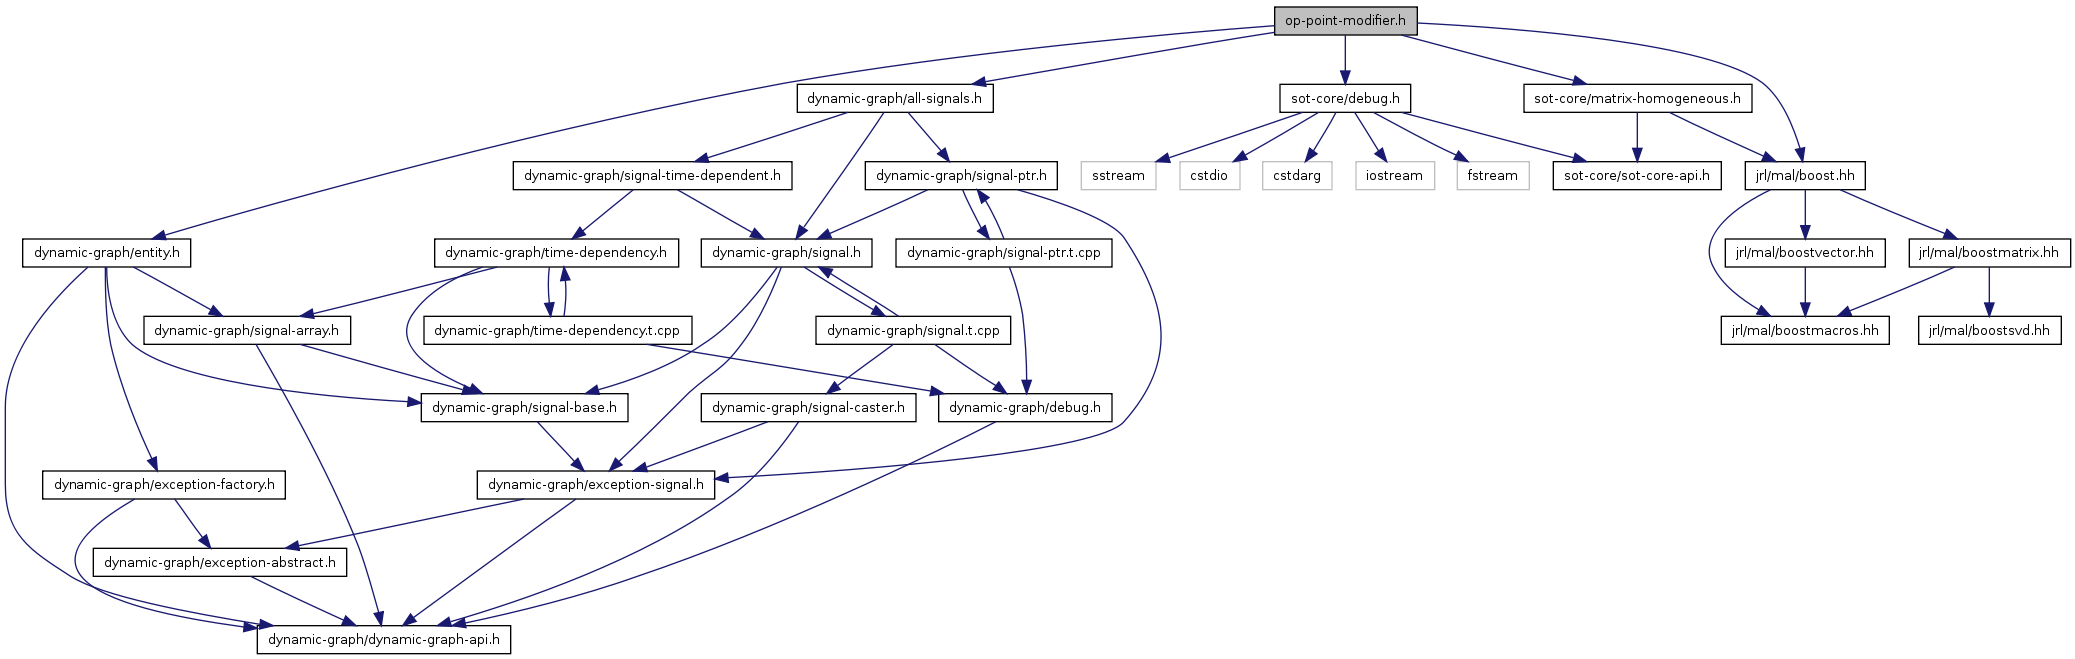 op-point-modifier.h
dynamic-graph/all-signals.h
sot-core/debug.h
sot-core/matrix-homogeneous.h
dynamic-graph/signal-time-dependent.h
dynamic-graph/signal-ptr.h
sstream
cstdio
cstdarg
iostream
fstream
sot-core/sot-core-api.h
jrl/mal/boost.hh
dynamic-graph/entity.h
dynamic-graph/time-dependency.h
dynamic-graph/signal.h
dynamic-graph/signal-ptr.t.cpp
jrl/mal/boostvector.hh
jrl/mal/boostmatrix.hh
dynamic-graph/signal-array.h
dynamic-graph/time-dependency.t.cpp
dynamic-graph/signal.t.cpp
jrl/mal/boostmacros.hh
jrl/mal/boostsvd.hh
dynamic-graph/signal-base.h
dynamic-graph/signal-caster.h
dynamic-graph/debug.h
dynamic-graph/exception-factory.h
dynamic-graph/exception-signal.h
dynamic-graph/exception-abstract.h
dynamic-graph/dynamic-graph-api.h